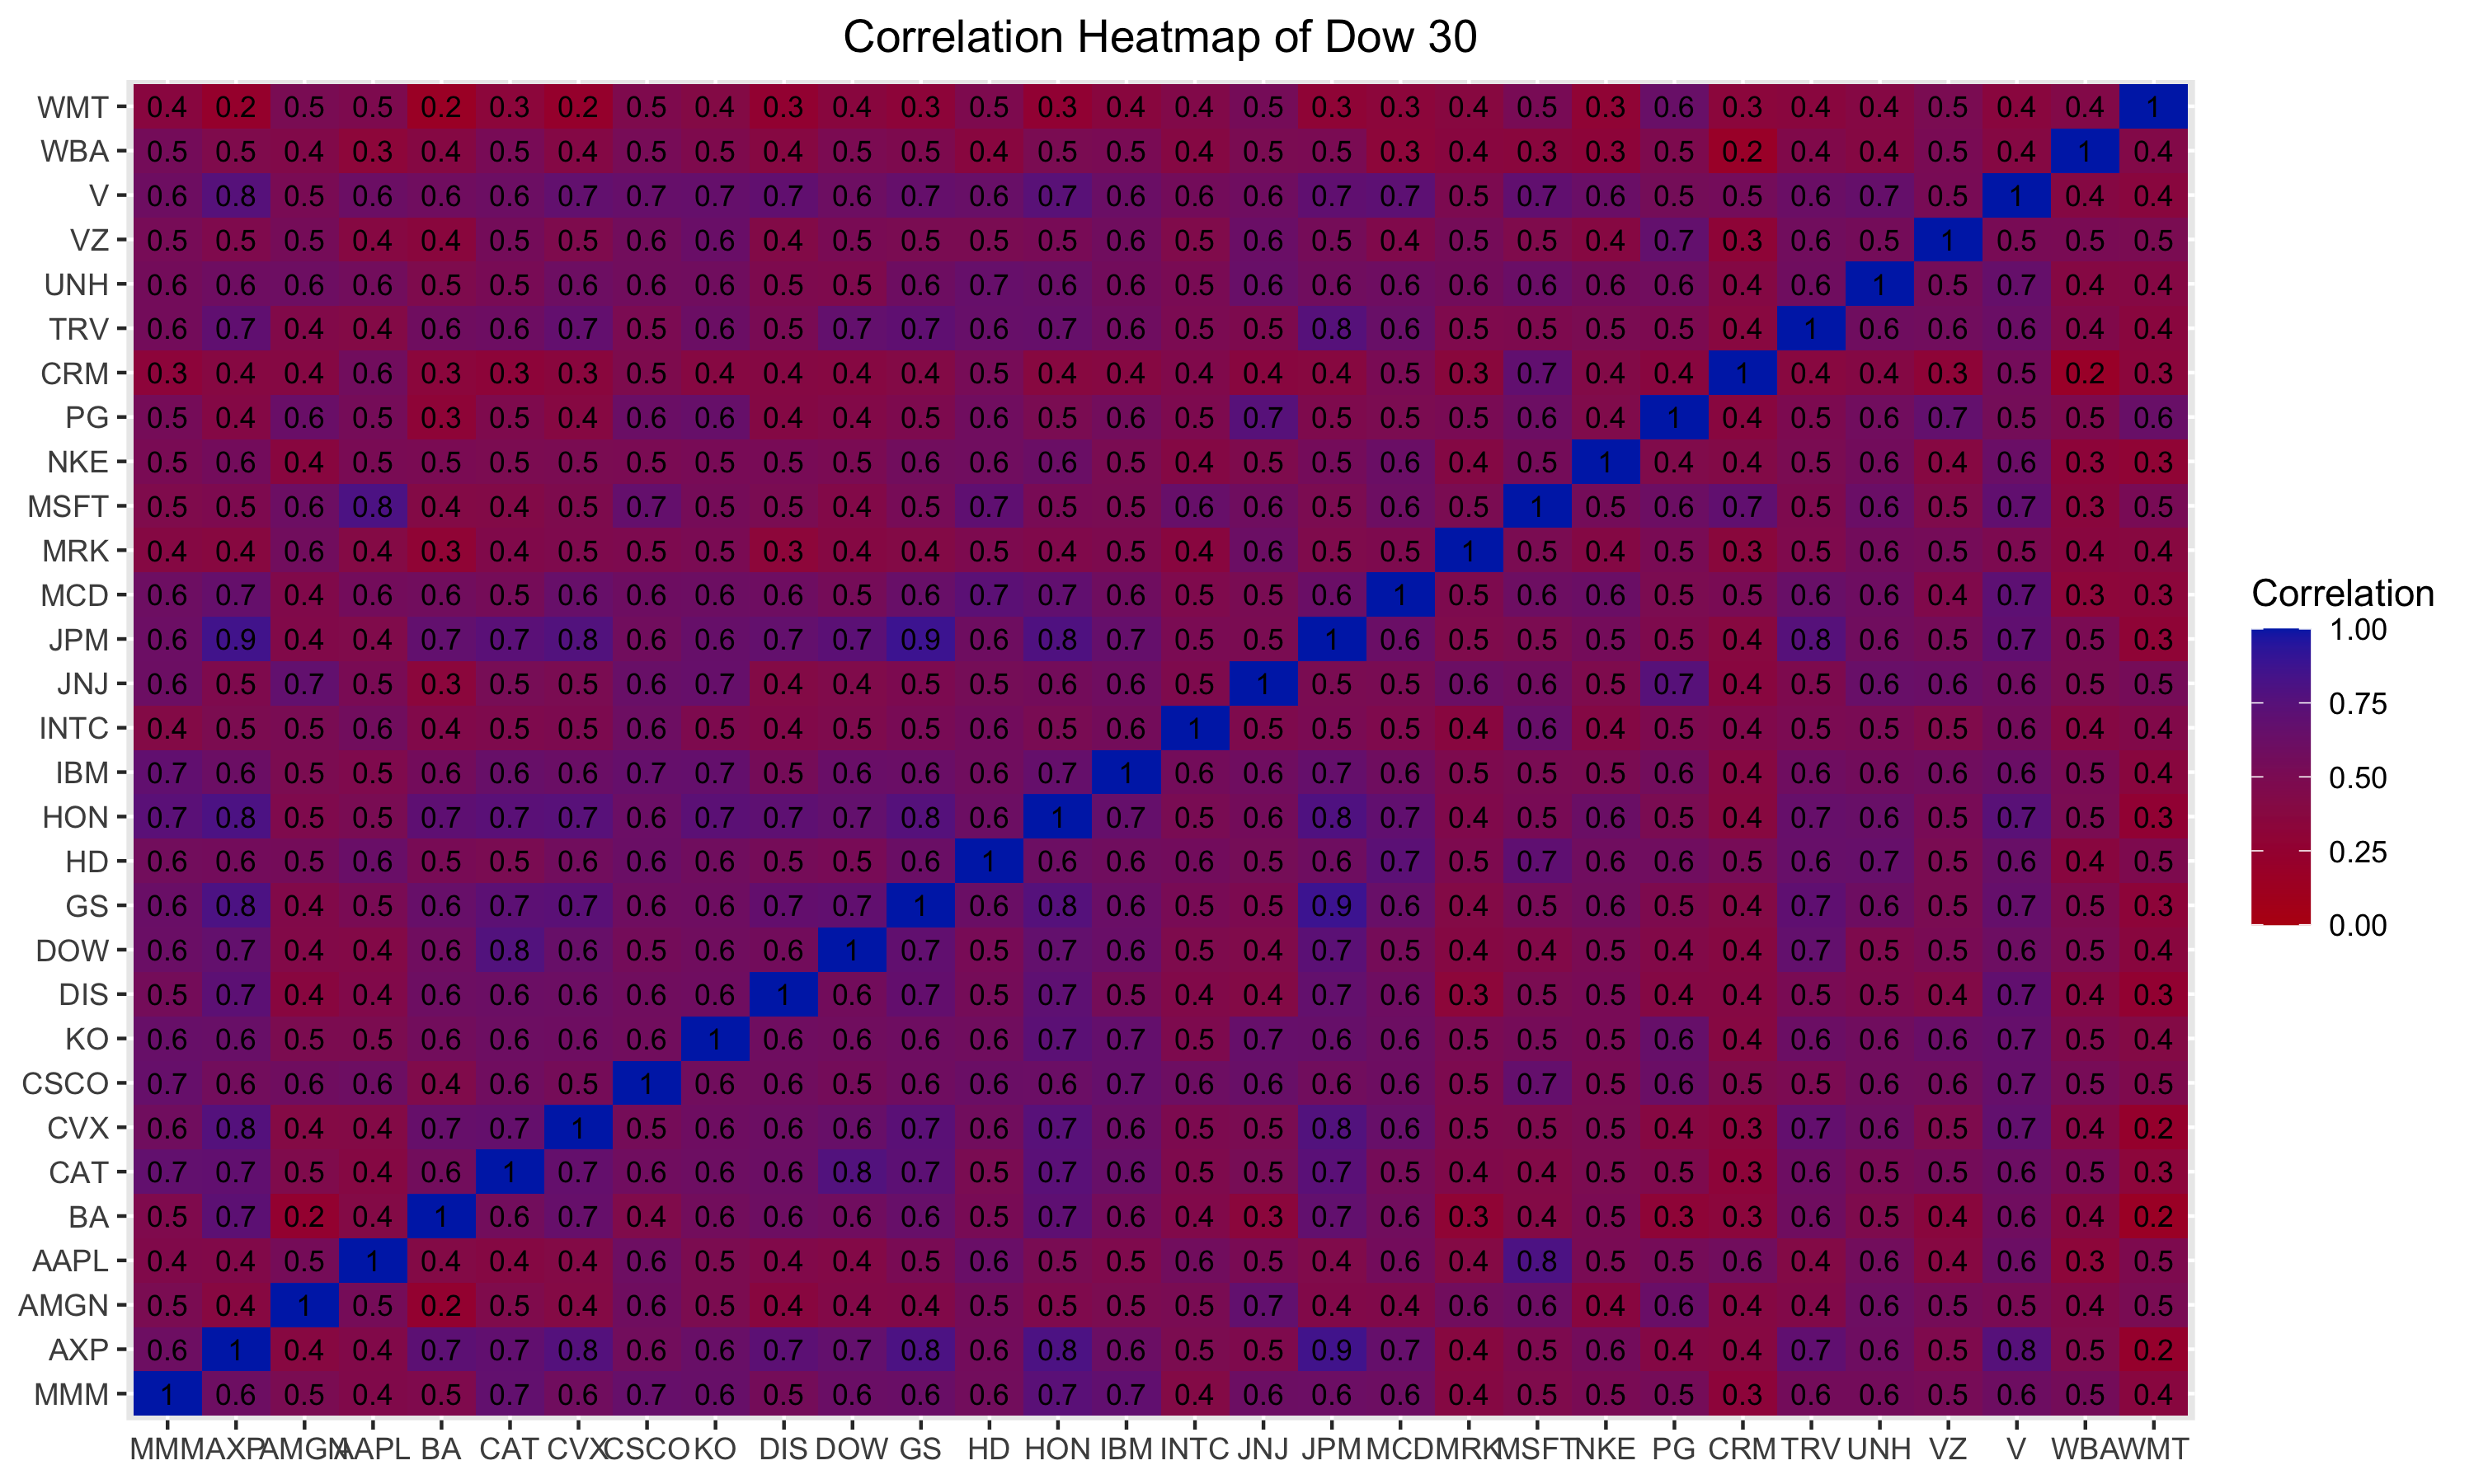 Correlation Heatmap of Dow 30
WMT 0.4 0.2 0.5 0.5 0.2 0.3 0.2 0.5 0.4 0.3 0.4 0.3 0.5 0.3 0.4 0.4 0.5 0.3 0.3 0.4 0.5 0.3 0.6 0.3 0.4 0.4 0.5 0.4 0.4 1
WBA 0.5 0.5 0.4 0.3 0.4 0.5 0.4 0.5 0.5 0.4 0.5 0.5 0.4 0.5 0.5 0.4 0.5 0.5 0.3 0.4 0.3 0.3 0.5 0.2 0.4 0.4 0.5 0.4 1 0.4
V 0.6 0.8 0.5 0.6 0.6 0.6 0.7 0.7 0.7 0.7 0.6 0.7 0.6 0.7 0.6 0.6 0.6 0.7 0.7 0.5 0.7 0.6 0.5 0.5 0.6 0.7 0.5 1 0.4 0.4
VZ 0.5 0.5 0.5 0.4 0.4 0.5 0.5 0.6 0.6 0.4 0.5 0.5 0.5 0.5 0.6 0.5 0.6 0.5 0.4 0.5 0.5 0.4 0.7 0.3 0.6 0.5 1 0.5 0.5 0.5
UNH 0.6 0.6 0.6 0.6 0.5 0.5 0.6 0.6 0.6 0.5 0.5 0.6 0.7 0.6 0.6 0.5 0.6 0.6 0.6 0.6 0.6 0.6 0.6 0.4 0.6 1 0.5 0.7 0.4 0.4
TRV 0.6 0.7 0.4 0.4 0.6 0.6 0.7 0.5 0.6 0.5 0.7 0.7 0.6 0.7 0.6 0.5 0.5 0.8 0.6 0.5 0.5 0.5 0.5 0.4 1 0.6 0.6 0.6 0.4 0.4
CRM 0.3 0.4 0.4 0.6 0.3 0.3 0.3 0.5 0.4 0.4 0.4 0.4 0.5 0.4 0.4 0.4 0.4 0.4 0.5 0.3 0.7 0.4 0.4 1 0.4 0.4 0.3 0.5 0.2 0.3
PG 0.5 0.4 0.6 0.5 0.3 0.5 0.4 0.6 0.6 0.4 0.4 0.5 0.6 0.5 0.6 0.5 0.7 0.5 0.5 0.5 0.6 0.4 1 0.4 0.5 0.6 0.7 0.5 0.5 0.6
NKE 0.5 0.6 0.4 0.5 0.5 0.5 0.5 0.5 0.5 0.5 0.5 0.6 0.6 0.6 0.5 0.4 0.5 0.5 0.6 0.4 0.5 1 0.4 0.4 0.5 0.6 0.4 0.6 0.3 0.3
MSFT 0.5 0.5 0.6 0.8 0.4 0.4 0.5 0.7 0.5 0.5 0.4 0.5 0.7 0.5 0.5 0.6 0.6 0.5 0.6 0.5 1 0.5 0.6 0.7 0.5 0.6 0.5 0.7 0.3 0.5
MRK 0.4 0.4 0.6 0.4 0.3 0.4 0.5 0.5 0.5 0.3 0.4 0.4 0.5 0.4 0.5 0.4 0.6 0.5 0.5 1 0.5 0.4 0.5 0.3 0.5 0.6 0.5 0.5 0.4 0.4
MCD 0.6 0.7 0.4 0.6 0.6 0.5 0.6 0.6 0.6 0.6 0.5 0.6 0.7 0.7 0.6 0.5 0.5 0.6 1 0.5 0.6 0.6 0.5 0.5 0.6 0.6 0.4 0.7 0.3 0.3
JPM 0.6 0.9 0.4 0.4 0.7 0.7 0.8 0.6 0.6 0.7 0.7 0.9 0.6 0.8 0.7 0.5 0.5 1 0.6 0.5 0.5 0.5 0.5 0.4 0.8 0.6 0.5 0.7 0.5 0.3
JNJ 0.6 0.5 0.7 0.5 0.3 0.5 0.5 0.6 0.7 0.4 0.4 0.5 0.5 0.6 0.6 0.5 1 0.5 0.5 0.6 0.6 0.5 0.7 0.4 0.5 0.6 0.6 0.6 0.5 0.5
INTC 0.4 0.5 0.5 0.6 0.4 0.5 0.5 0.6 0.5 0.4 0.5 0.5 0.6 0.5 0.6 1 0.5 0.5 0.5 0.4 0.6 0.4 0.5 0.4 0.5 0.5 0.5 0.6 0.4 0.4
IBM 0.7 0.6 0.5 0.5 0.6 0.6 0.6 0.7 0.7 0.5 0.6 0.6 0.6 0.7 1 0.6 0.6 0.7 0.6 0.5 0.5 0.5 0.6 0.4 0.6 0.6 0.6 0.6 0.5 0.4
HON 0.7 0.8 0.5 0.5 0.7 0.7 0.7 0.6 0.7 0.7 0.7 0.8 0.6 1 0.7 0.5 0.6 0.8 0.7 0.4 0.5 0.6 0.5 0.4 0.7 0.6 0.5 0.7 0.5 0.3
HD 0.6 0.6 0.5 0.6 0.5 0.5 0.6 0.6 0.6 0.5 0.5 0.6 1 0.6 0.6 0.6 0.5 0.6 0.7 0.5 0.7 0.6 0.6 0.5 0.6 0.7 0.5 0.6 0.4 0.5
GS 0.6 0.8 0.4 0.5 0.6 0.7 0.7 0.6 0.6 0.7 0.7 1 0.6 0.8 0.6 0.5 0.5 0.9 0.6 0.4 0.5 0.6 0.5 0.4 0.7 0.6 0.5 0.7 0.5 0.3
DOW 0.6 0.7 0.4 0.4 0.6 0.8 0.6 0.5 0.6 0.6 1 0.7 0.5 0.7 0.6 0.5 0.4 0.7 0.5 0.4 0.4 0.5 0.4 0.4 0.7 0.5 0.5 0.6 0.5 0.4
DIS 0.5 0.7 0.4 0.4 0.6 0.6 0.6 0.6 0.6 1 0.6 0.7 0.5 0.7 0.5 0.4 0.4 0.7 0.6 0.3 0.5 0.5 0.4 0.4 0.5 0.5 0.4 0.7 0.4 0.3
KO 0.6 0.6 0.5 0.5 0.6 0.6 0.6 0.6 1 0.6 0.6 0.6 0.6 0.7 0.7 0.5 0.7 0.6 0.6 0.5 0.5 0.5 0.6 0.4 0.6 0.6 0.6 0.7 0.5 0.4
CSCO 0.7 0.6 0.6 0.6 0.4 0.6 0.5 1 0.6 0.6 0.5 0.6 0.6 0.6 0.7 0.6 0.6 0.6 0.6 0.5 0.7 0.5 0.6 0.5 0.5 0.6 0.6 0.7 0.5 0.5
CVX 0.6 0.8 0.4 0.4 0.7 0.7 1 0.5 0.6 0.6 0.6 0.7 0.6 0.7 0.6 0.5 0.5 0.8 0.6 0.5 0.5 0.5 0.4 0.3 0.7 0.6 0.5 0.7 0.4 0.2
CAT 0.7 0.7 0.5 0.4 0.6 1 0.7 0.6 0.6 0.6 0.8 0.7 0.5 0.7 0.6 0.5 0.5 0.7 0.5 0.4 0.4 0.5 0.5 0.3 0.6 0.5 0.5 0.6 0.5 0.3
BA 0.5 0.7 0.2 0.4 1 0.6 0.7 0.4 0.6 0.6 0.6 0.6 0.5 0.7 0.6 0.4 0.3 0.7 0.6 0.3 0.4 0.5 0.3 0.3 0.6 0.5 0.4 0.6 0.4 0.2
AAPL 0.4 0.4 0.5 1 0.4 0.4 0.4 0.6 0.5 0.4 0.4 0.5 0.6 0.5 0.5 0.6 0.5 0.4 0.6 0.4 0.8 0.5 0.5 0.6 0.4 0.6 0.4 0.6 0.3 0.5
AMGN 0.5 0.4 1 0.5 0.2 0.5 0.4 0.6 0.5 0.4 0.4 0.4 0.5 0.5 0.5 0.5 0.7 0.4 0.4 0.6 0.6 0.4 0.6 0.4 0.4 0.6 0.5 0.5 0.4 0.5
AXP 0.6 1 0.4 0.4 0.7 0.7 0.8 0.6 0.6 0.7 0.7 0.8 0.6 0.8 0.6 0.5 0.5 0.9 0.7 0.4 0.5 0.6 0.4 0.4 0.7 0.6 0.5 0.8 0.5 0.2
MMM 1 0.6 0.5 0.4 0.5 0.7 0.6 0.7 0.6 0.5 0.6 0.6 0.6 0.7 0.7 0.4 0.6 0.6 0.6 0.4 0.5 0.5 0.5 0.3 0.6 0.6 0.5 0.6 0.5 0.4
MMM AXP AMGN AAPL BA CAT CVX CSCO KO DIS DOW GS HD HON IBM INTC JNJ JPM MCD MRK MSFT NKE PG CRM TRV UNH VZ V WBA WMT
Correlation
1.00
0.75
0.50
0.25
0.00